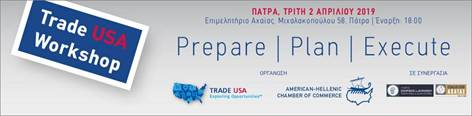 Trade USA
Workshop
ΠΑΤΡΑ, ΤΡΙΤΗ 2 ΑΠΡΙΛΙΟΥ 2019
Επιμελητήριο Αχαΐας, Μιχαλακοπούλου 58, Πάτρα | Έναρξη: 18:00
Prepare | Plan | Execute
ΟΡΓΑΝΩΣΗ
ΣΕ ΣΥΝΕΡΓΑΣΙΑ
TRADE USA
Exploring Opportunities
AMERICAN-HELLENIC
CHAMBER OF COMMERCE